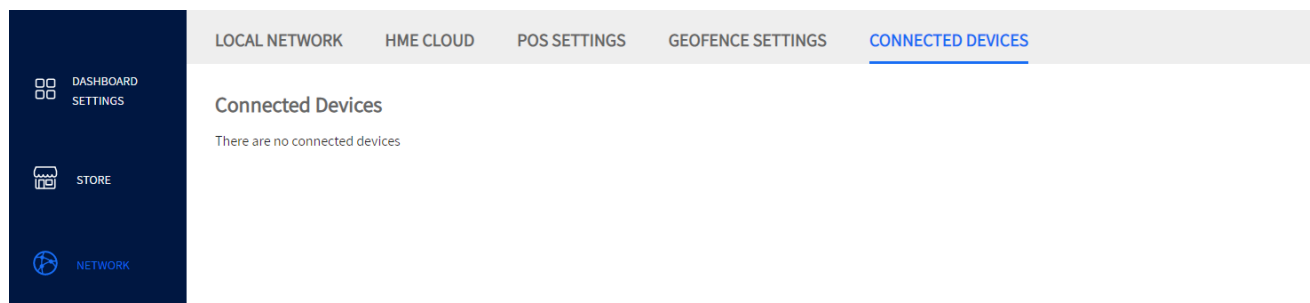 LOCAL NETWORK HME CLOUD POS SETTINGS GEOFENCE SETTINGS CONNECTED DEVICES
DASHBOARD
SETTINGS
STORE
NETWORK
Connected Devices
There are no connected devices